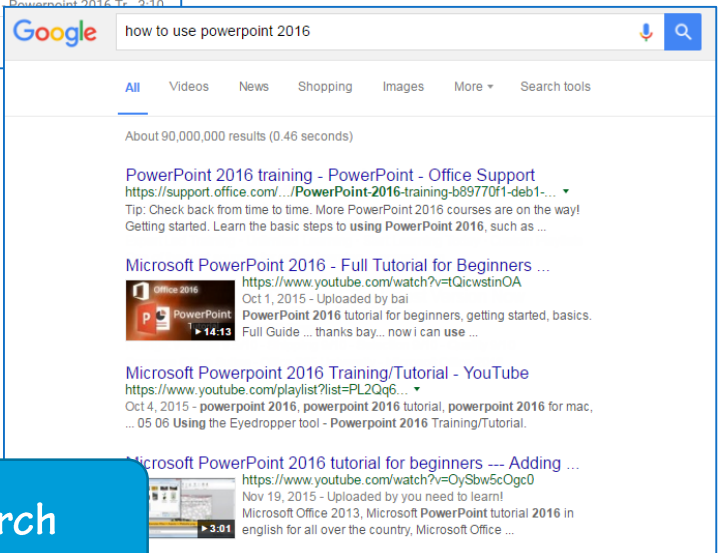 Powerpoint 2016 Tr 3:10
Google
how to use powerpoint 2016
All Videos News Shopping Images More Search tools
About 90,000,000 results (0.46 seconds)
PowerPoint 2016 training - PowerPoint - Office Support
https://support.office.com/.../PowerPoint-2016-training-b89770f1-deb1-...
Tip: Check back from time to time. More PowerPoint 2016 courses are on the way!
Getting started. Learn the basic steps to using PowerPoint 2016, such as ...
Microsoft PowerPoint 2016 - Full Tutorial for Beginners ...
Office 2016
PowerPoint
14:13
https://www.youtube.com/watch?v=tQicwstinOA
Oct 1, 2015 - Uploaded by bai
PowerPoint 2016 tutorial for beginners, getting started, basics.
Full Guide ... thanks bay... now i can use ...
Microsoft PowerPoint 2016 Training/Tutorial - YouTube
https://www.youtube.com/playlist?list=PL2Qq6...
Oct 4, 2015 - powerpoint 2016, powerpoint 2016 tutorial, powerpoint 2016 for mac,
... 05 06 Using the Eyedropper tool - Powerpoint 2016 Training/Tutorial.
icrosoft PowerPoint 2016 tutorial for beginners --- Adding ...
3:01
https://www.youtube.com/watch?v=OySbw5cOgc0
Nov 19, 2015 - Uploaded by you need to learn!
Microsoft Office 2013, Microsoft PowerPoint tutorial 2016 in
english for all over the country, Microsoft Office ...
rch